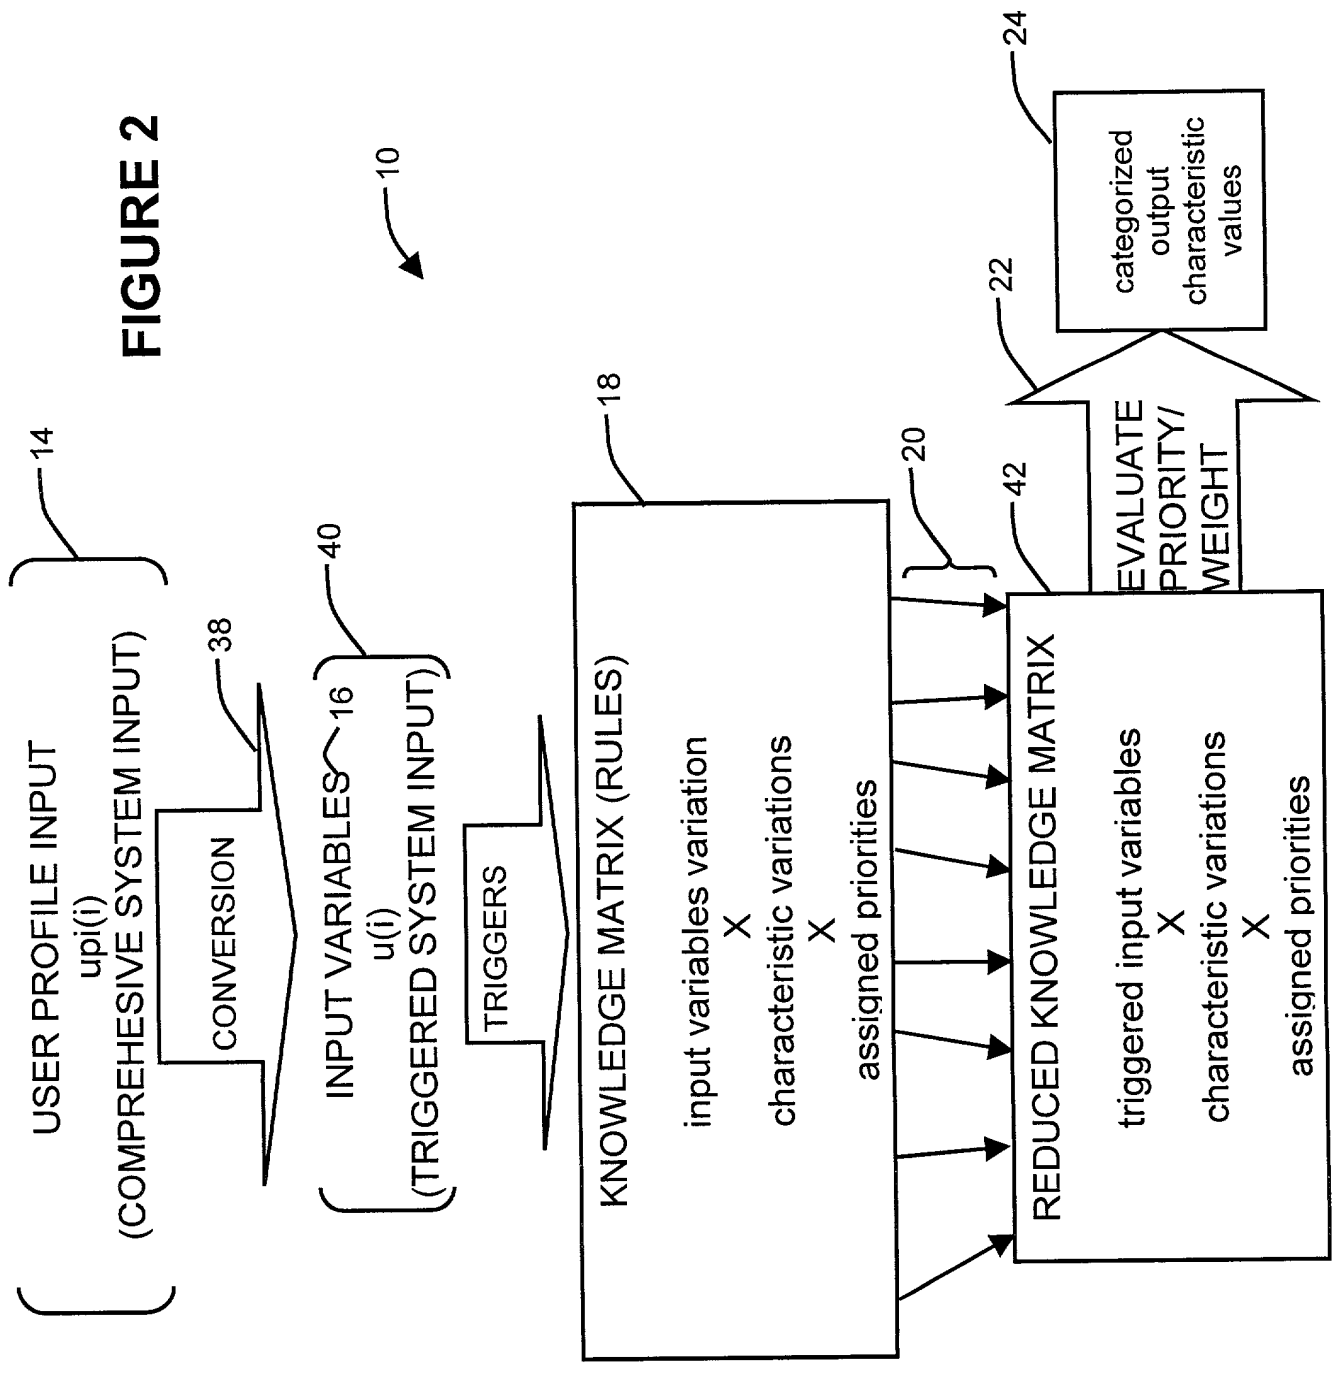 FIGURE 2
10
14
USER PROFILE INPUT
upi(i)
(COMPREHESIVE SYSTEM INPUT)
38
CONVERSION
40
INPUT VARIABLES 16
u(i)
(TRIGGERED SYSTEM INPUT)
TRIGGERS
18
KNOWLEDGE MATRIX (RULES)
input variables variation
X
characteristic variations
X
assigned priorities
20
42
REDUCED KNOWLEDGE MATRIX
triggered input variables
X
characteristic variations
X
assigned priorities
22
EVALUATE
PRIORITY/
WEIGHT
24
categorized
output
characteristic
values